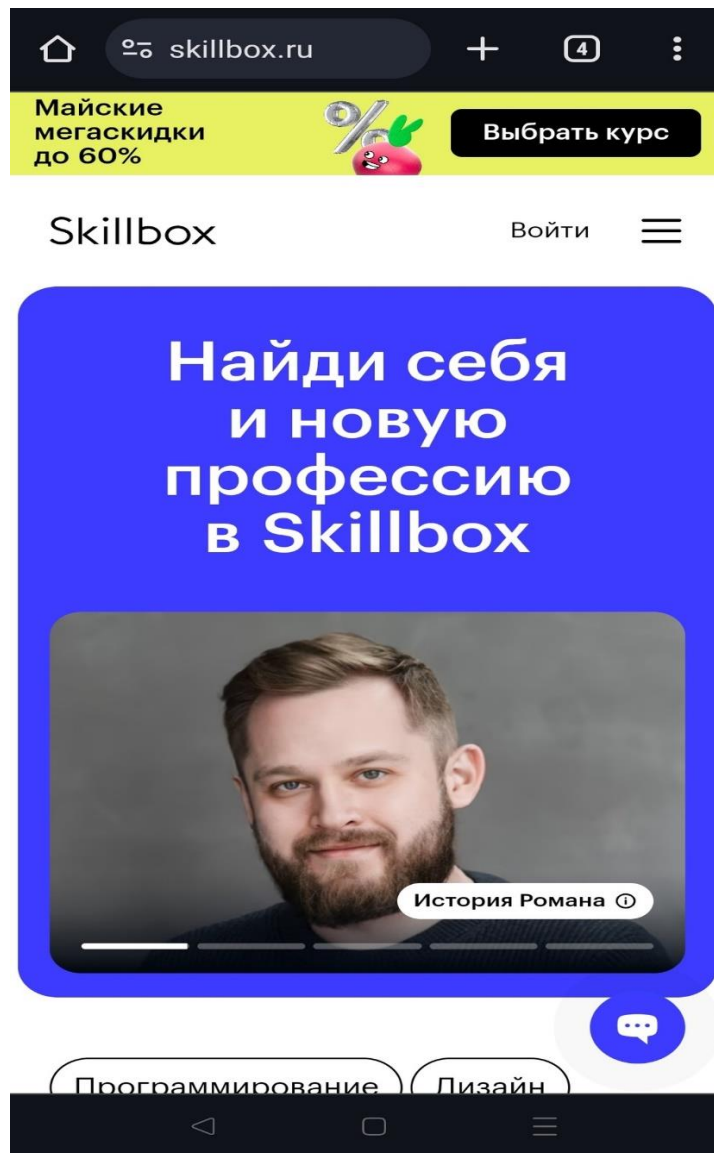 skillbox.ru
4
Майские
мегаскидки
до 60%
%
Выбрать курс
Skillbox
Войти
Найди себя
и новую
профессию
в Skillbox
История Романа
Программирование
Дизайн